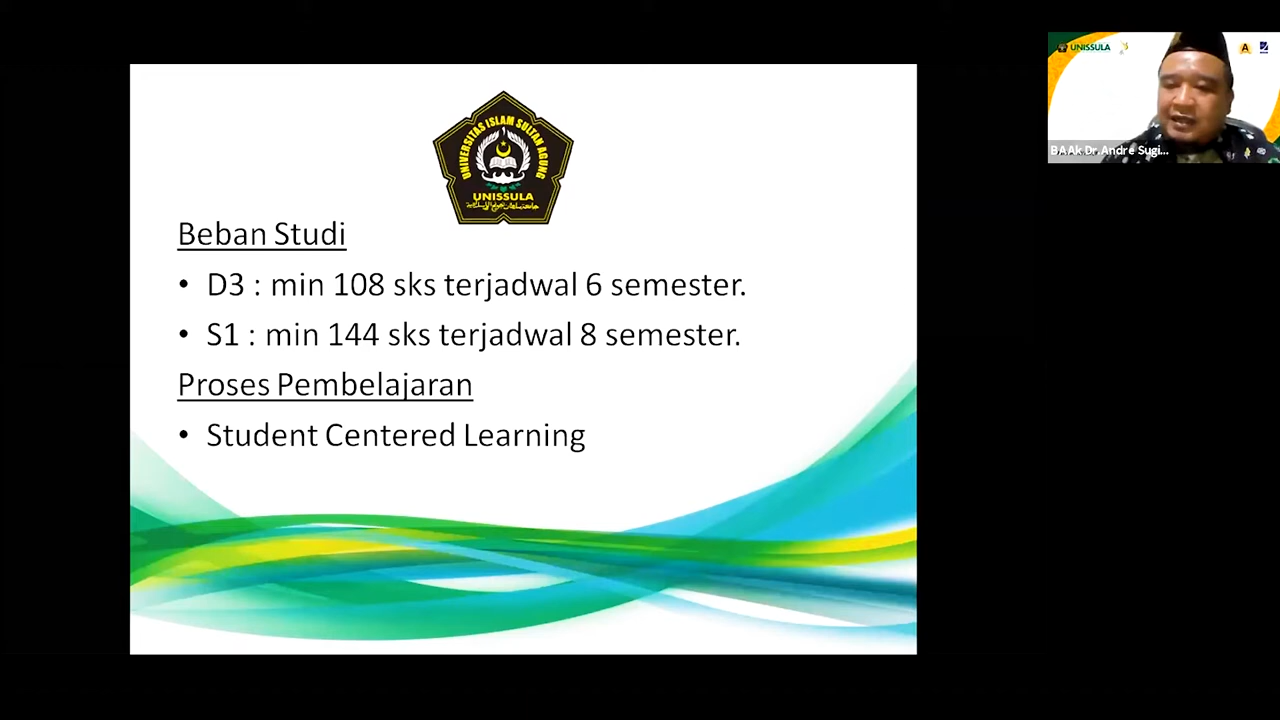 UNIVERSITAS ISLAM SULTAN AGUNG
UNISSULA
Beban Studi
• D3 : min 108 sks terjadwal 6 semester.
• S1 : min 144 sks terjadwal 8 semester.
Proses Pembelajaran
• Student Centered Learning
UNISSULA
A
BAAk Dr.Andre Sugi...